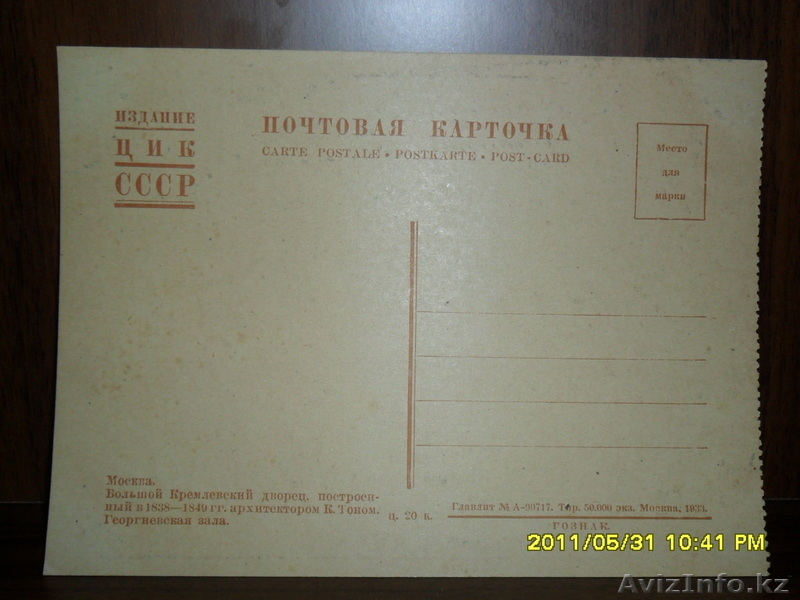 ИЗДАНИЕ
ЦИК
СССР
ПОЧТОВАЯ КАРТОЧКА
CARTE POSTALE • POSTKARTE • POST-CARD
Место
для
марки
Москва.
Большой Кремлевский дворец, построен-
ный в 1838—1849 гг. архитектором К. Тоном.
Георгиевская зала.
ц. 20 к.
Главлит № А-90717. Тир. 50.000 экз. Москва, 1933.
ГОЗНАК.
2011/05/31 10:41 PM
AvizInfo.kz